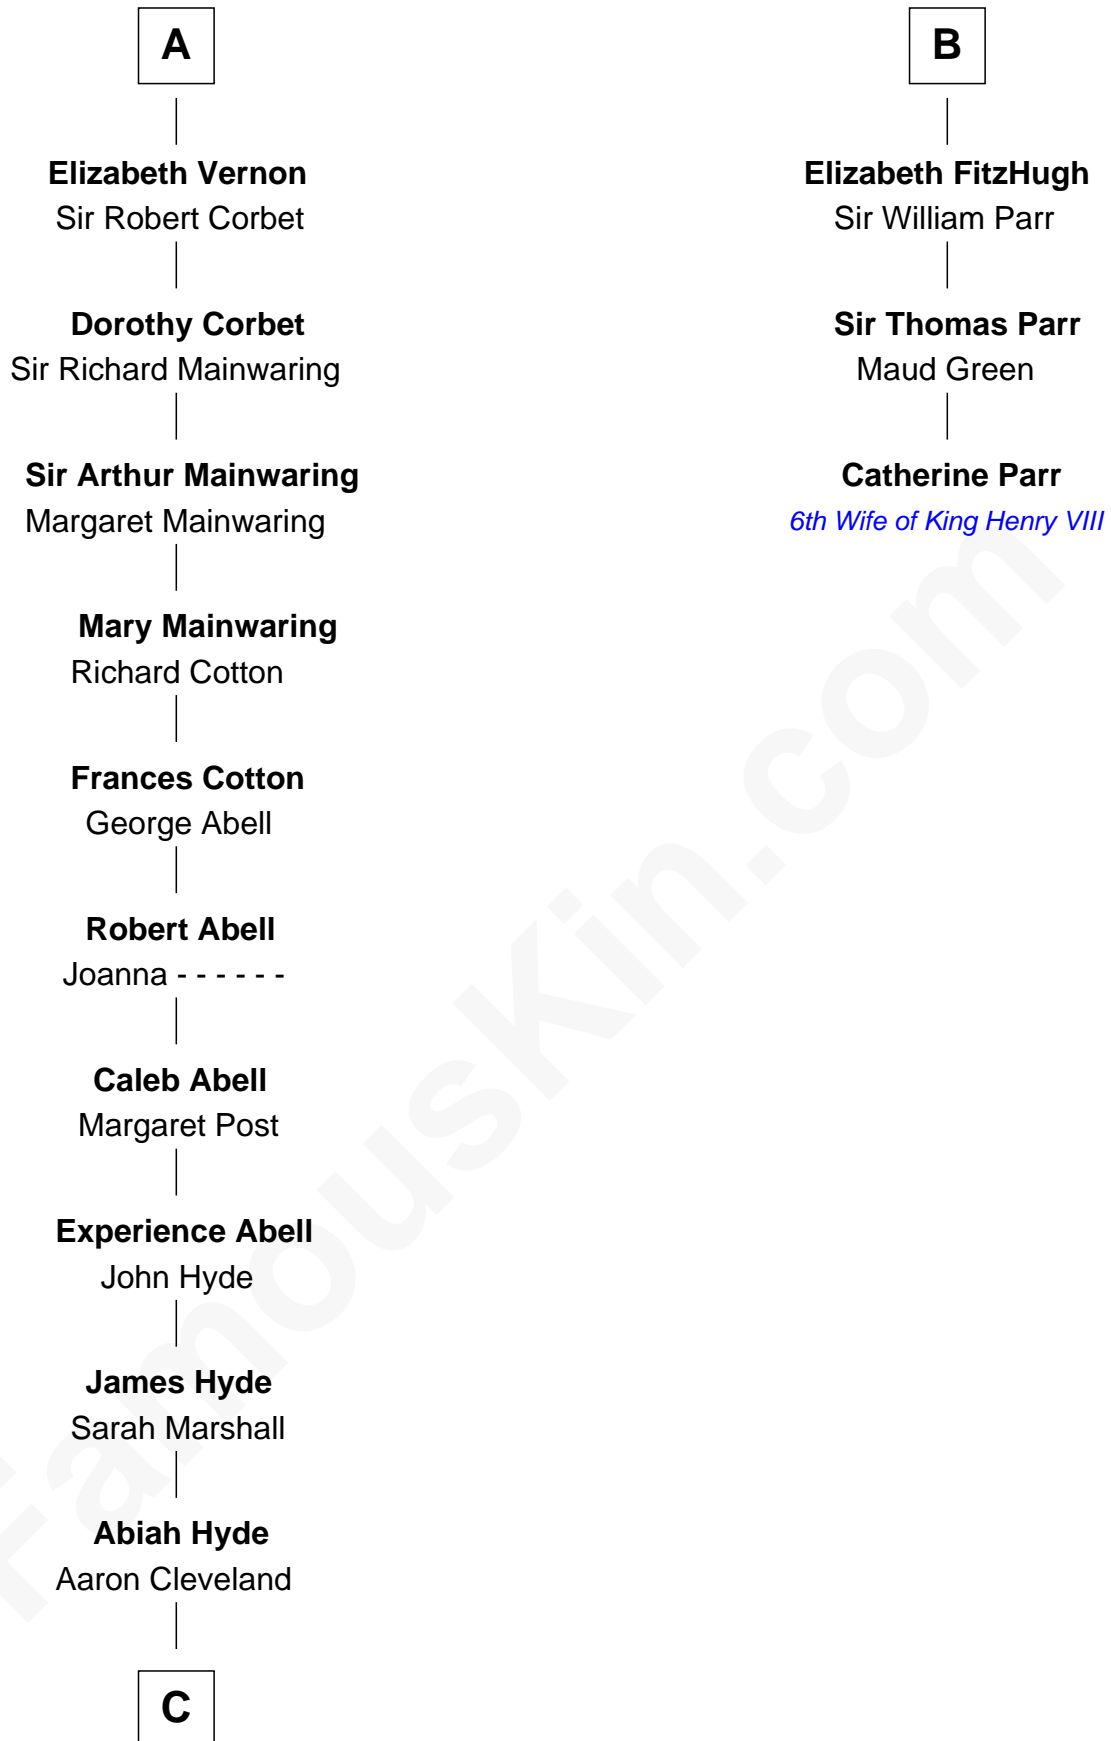 A
Elizabeth Vernon
Sir Robert Corbet
Dorothy Corbet
Sir Richard Mainwaring
Sir Arthur Mainwaring
Margaret Mainwaring
Mary Mainwaring
Richard Cotton
Frances Cotton
George Abell
Robert Abell
Joanna - - - - - -
Caleb Abell
Margaret Post
Experience Abell
John Hyde
James Hyde
Sarah Marshall
Abiah Hyde
Aaron Cleveland
C
B
Elizabeth FitzHugh
Sir William Parr
Sir Thomas Parr
Maud Green
Catherine Parr
6th Wife of King Henry VIII
FamousKin.com